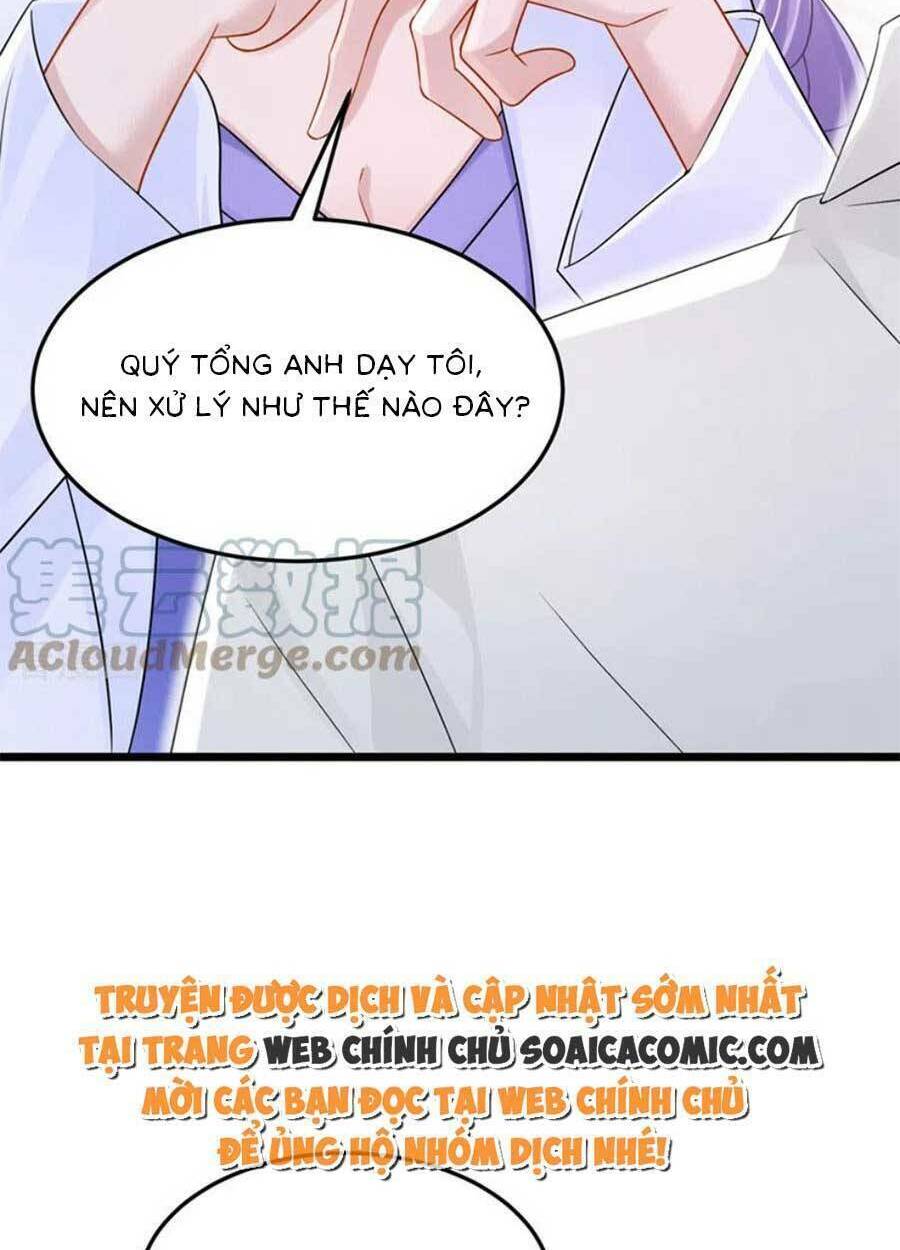 QUÝ TỔNG ANH DẠY TÔI,
NÊN XỬ LÝ NHƯ THẾ NÀO ĐÂY?
集云数据
AcloudMerge.com
TRUYỆN ĐƯỢC DỊCH VÀ CẬP NHẬT SỚM NHẤT
TẠI TRANG WEB CHÍNH CHỦ SOAICACOMIC.COM
MỜI CÁC BẠN ĐỌC TẠI WEB CHÍNH CHỦ
ĐỂ ỦNG HỘ NHÓM DỊCH NHÉ!